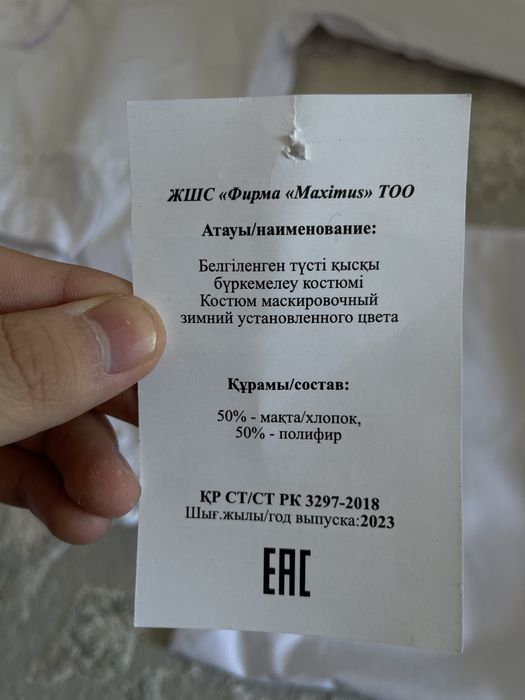 ЖШС «Фирма «Maximus» ТОО
Атауы/наименование:
Белгіленген түсті қысқы
бүркемелеу костюмі
Костюм маскировочный
зимний установленного цвета
Құрамы/состав:
50% - мақта/хлопок,
50% - полифир
ҚР СТ/СТ РК 3297-2018
Шығ.жылы/год выпуска:2023
ЕАС